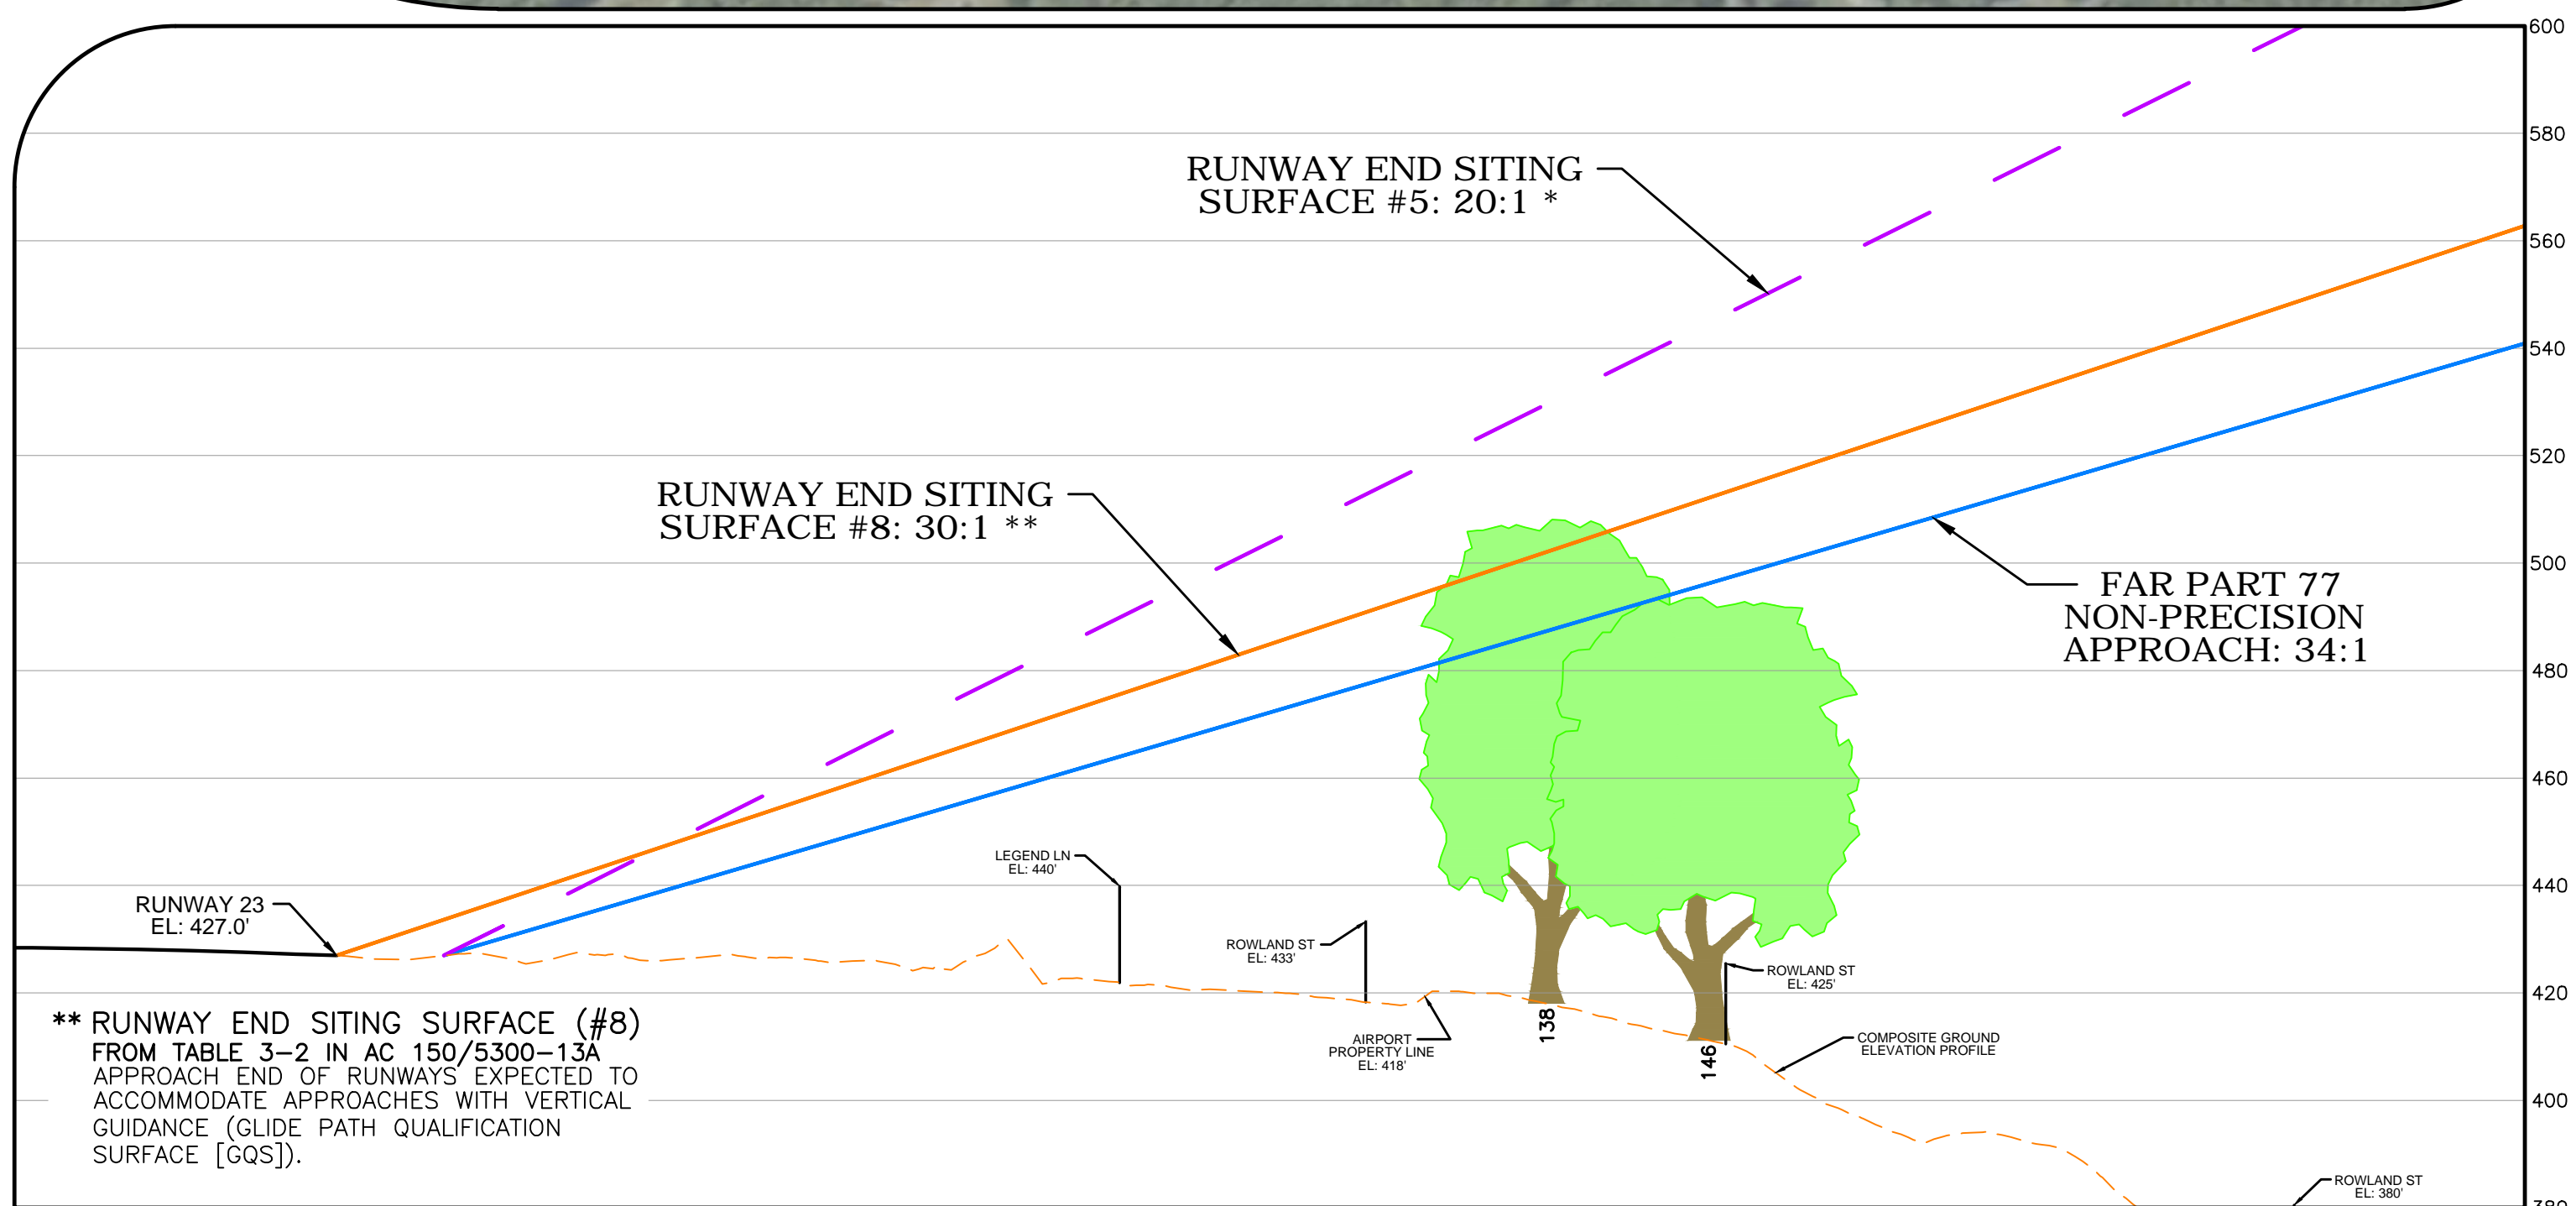 600
580
RUNWAY END SITING
SURFACE #5: 20:1 *
560
540
520
RUNWAY END SITING
SURFACE #8: 30:1 **
500
FAR PART 77
NON-PRECISION
APPROACH: 34:1
480
460
LEGEND LN
EL: 440'
440
RUNWAY 23
EL: 427.0'
ROWLAND ST
EL: 433'
ROWLAND ST
EL: 425'
420
** RUNWAY END SITING SURFACE (#8)
FROM TABLE 3-2 IN AC 150/5300-13A
APPROACH END OF RUNWAYS EXPECTED TO
ACCOMMODATE APPROACHES WITH VERTICAL
GUIDANCE (GLIDE PATH QUALIFICATION
SURFACE [GQS]).
138
AIRPORT
PROPERTY LINE
EL: 418'
146
COMPOSITE GROUND
ELEVATION PROFILE
400
ROWLAND ST
EL: 380'